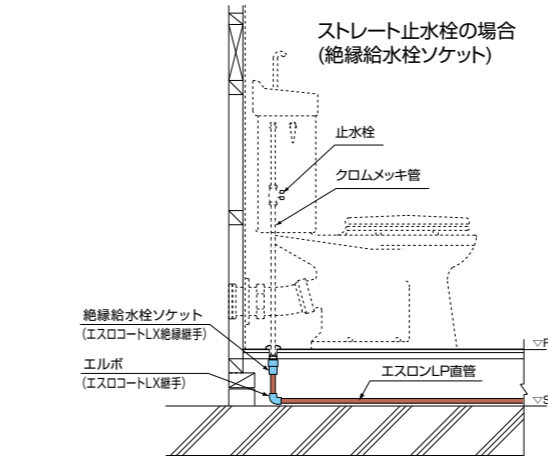 ストレート止水栓の場合
(絶縁給水栓ソケット)
止水栓
クロムメッキ管
絶縁給水栓ソケット
(エスロコートLX絶縁継手)
エルボ
(エスロコートLX継手)
エスロンLP直管
▽F
▽S